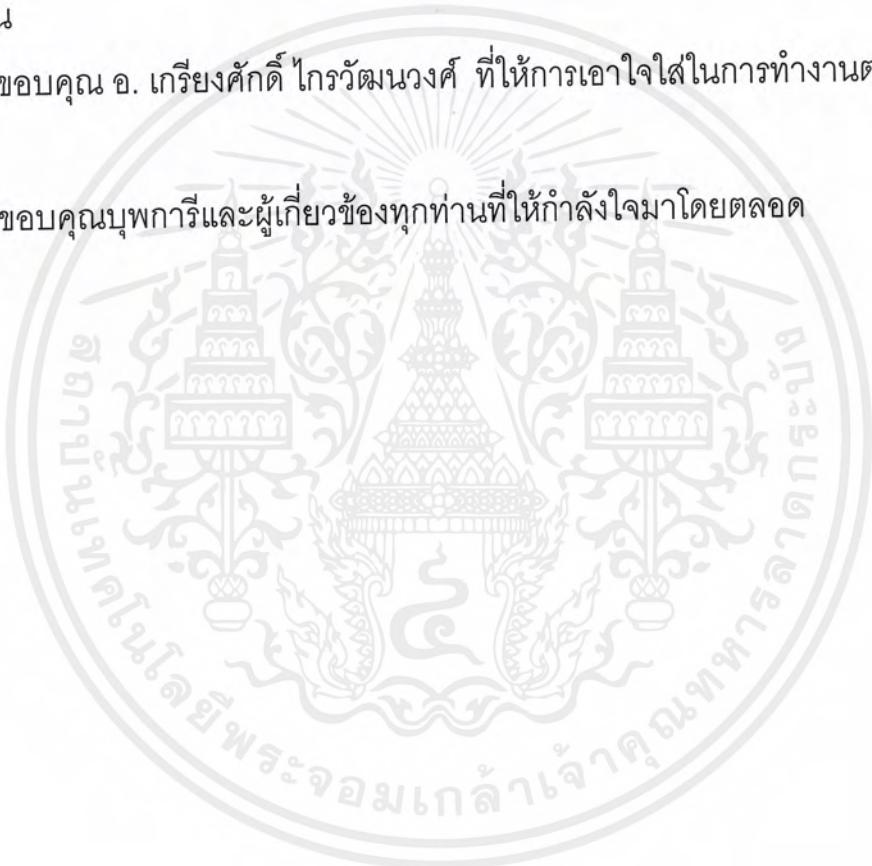 น
ขอบคุณ อ. เกรียงศักดิ์ ไกรวัฒนวงศ์ ที่ให้การเอาใจใส่ในการทำงานต
ขอบคุณบุพการีและผู้เกี่ยวข้องทุกท่านที่ให้กำลังใจมาโดยตลอด
สถาบันเทคโนโลยีพระจอมเกล้าเจ้าคุณทหารลาดกระบัง